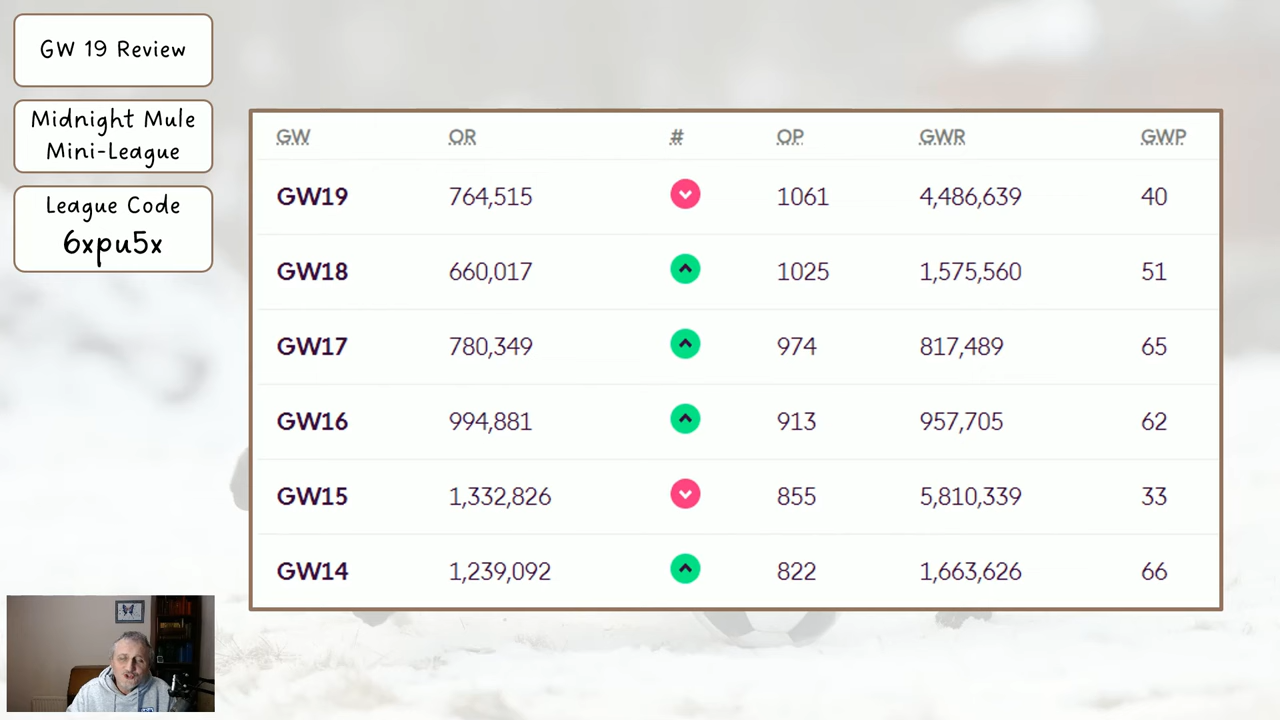 GW 19 Review
Midnight Mule
Mini-League
League Code
6xpu5x
GW OR # OP GWR GWP
GW19 764,515 1061 4,486,639 40
GW18 660,017 1025 1,575,560 51
GW17 780,349 974 817,489 65
GW16 994,881 913 957,705 62
GW15 1,332,826 855 5,810,339 33
GW14 1,239,092 822 1,663,626 66